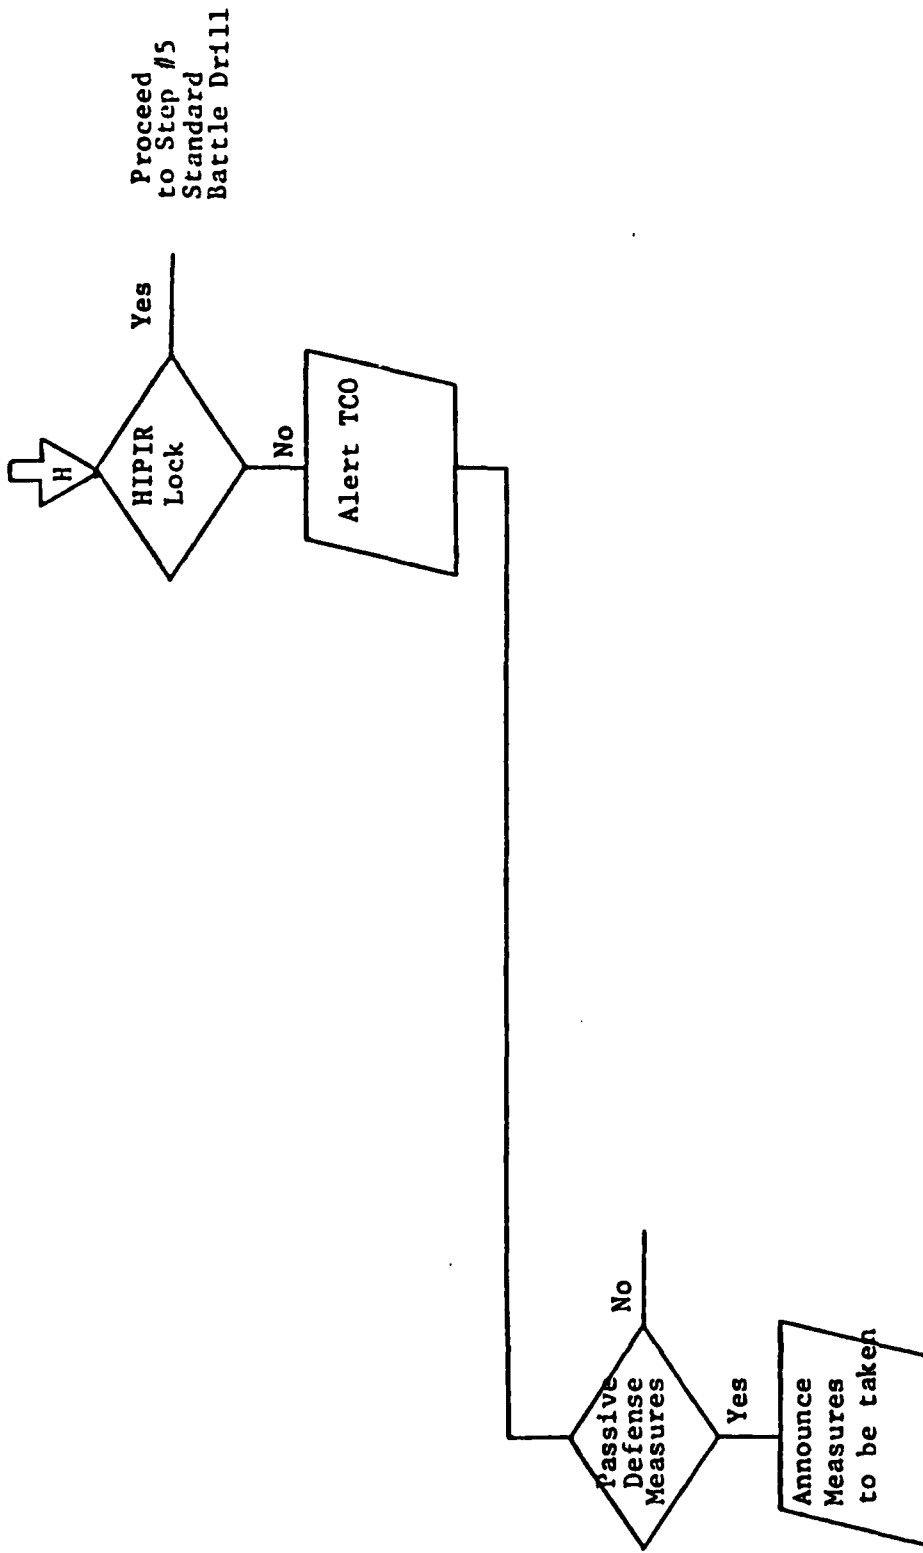 H
HIPIR
Lock
Yes
Proceed
to Step #5
Standard
Battle Drill
No
Alert TCO
Passive
Defense
Measures
No
Yes
Announce
Measures
to be taken